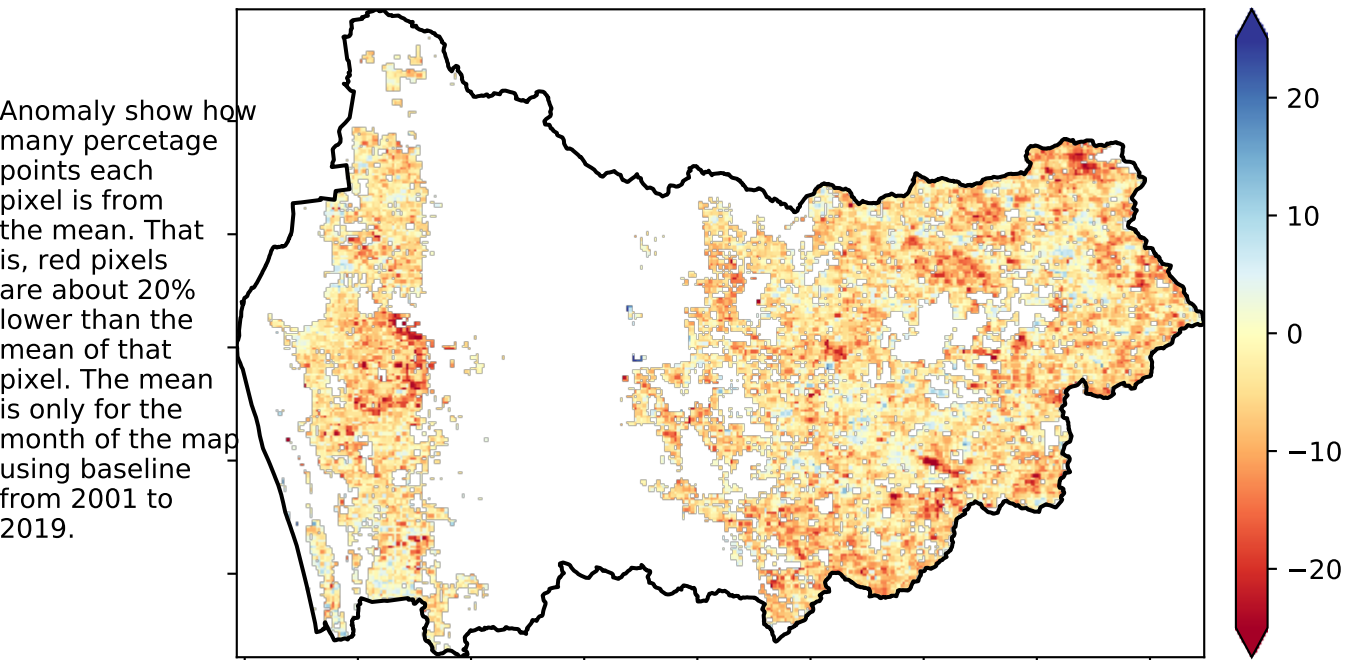 Anomaly show how
many percetage
points each
pixel is from
the mean. That
is, red pixels
are about 20%
lower than the
mean of that
pixel. The mean
is only for the
month of the map
using baseline
from 2001 to
2019.
20
10
0
−10
−20